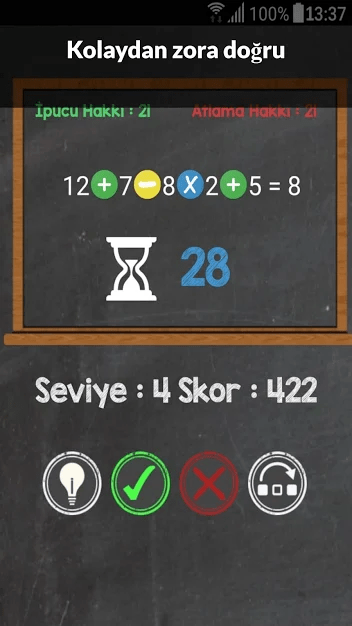 100% 13:37
Kolaydan zora doğru
İpucu Hakkı : 21 Atlama Hakkı : 21
12+7-8x2+5 = 8
28
Seviye : 4 Skor : 422